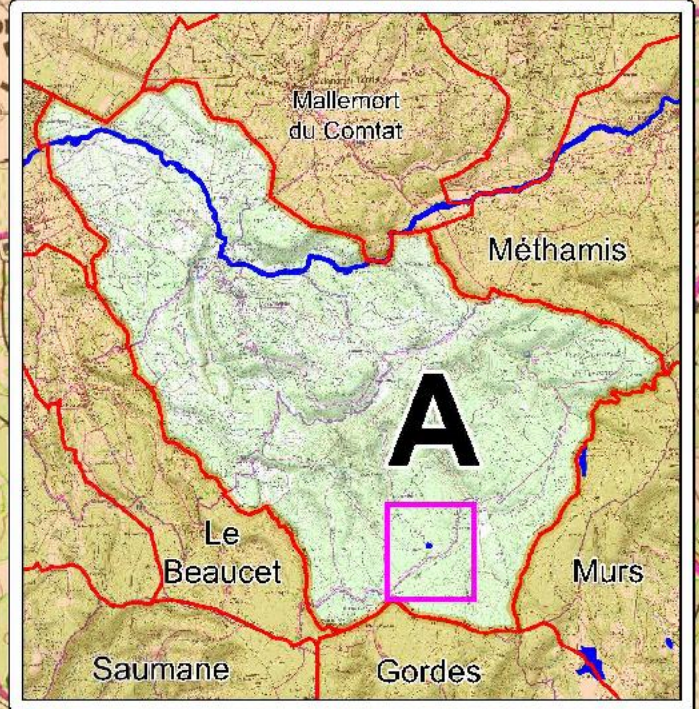 Mallemort
du Comtat
Méthamis
A
Le
Beaucet
Murs
Saumane
Gordes